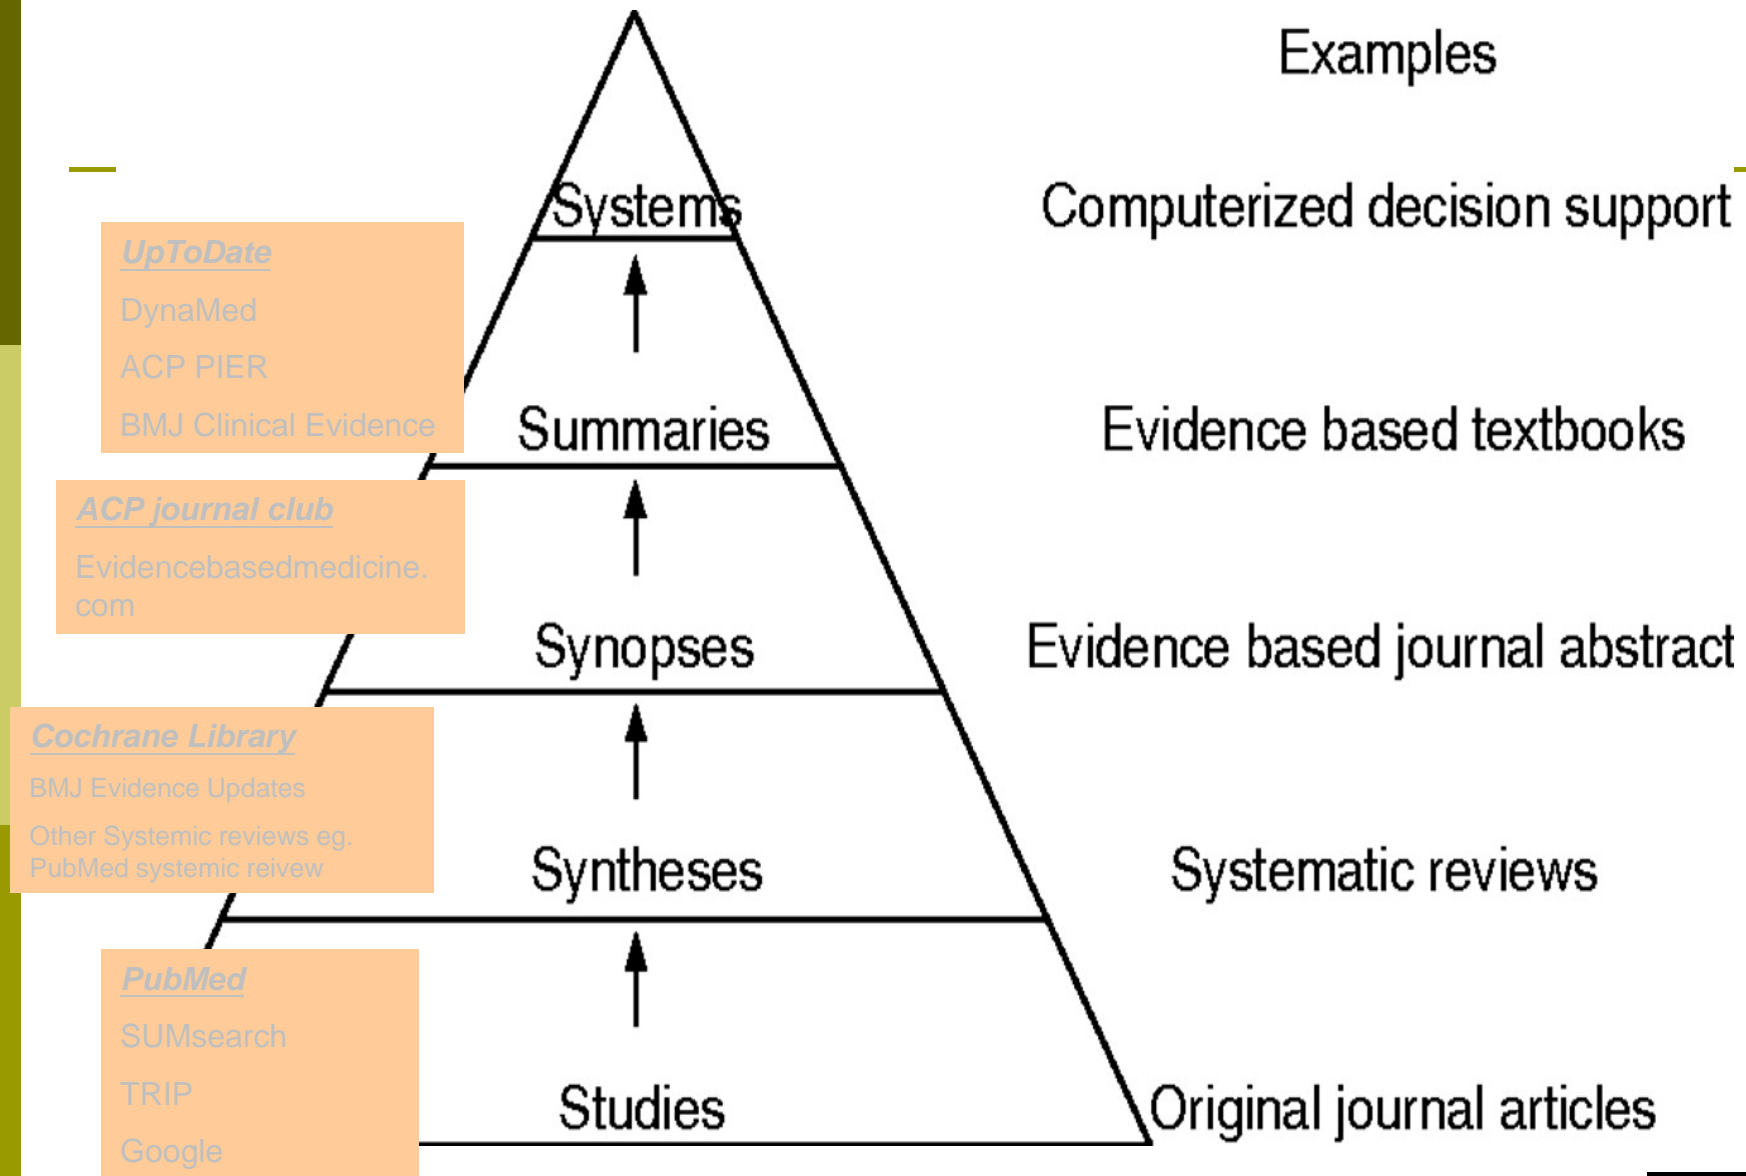 Examples
Systems
Computerized decision support
UpToDate
DynaMed
ACP PIER
BMJ Clinical Evidence
Summaries
Evidence based textbooks
ACP journal club
Evidencebasedmedicine.
com
Synopses
Evidence based journal abstract
Cochrane Library
BMJ Evidence Updates
Other Systemic reviews eg.
PubMed systemic reivew
Syntheses
Systematic reviews
PubMed
SUMsearch
TRIP
Google
Studies
Original journal articles